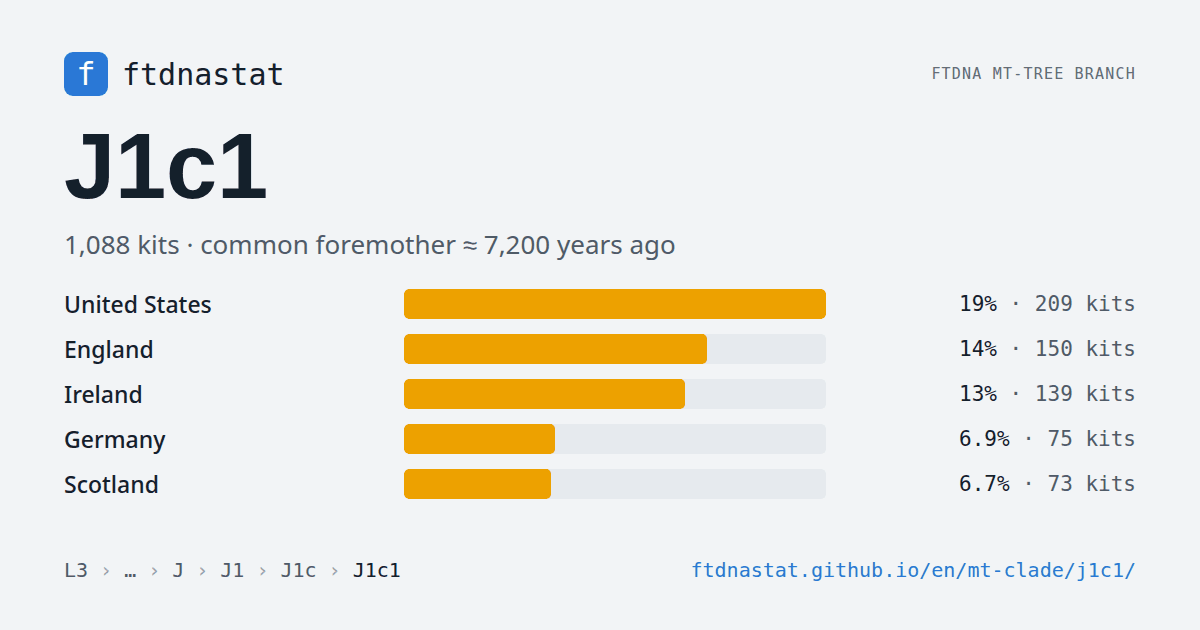 f ftdnastat
FTDNA MT-TREE BRANCH
J1c1
1,088 kits · common foremother ≈ 7,200 years ago
United States 19% · 209 kits
England 14% · 150 kits
Ireland 13% · 139 kits
Germany 6.9% · 75 kits
Scotland 6.7% · 73 kits
L3 › … › J › J1 › J1c › J1c1
ftdnastat.github.io/en/mt-clade/j1c1/